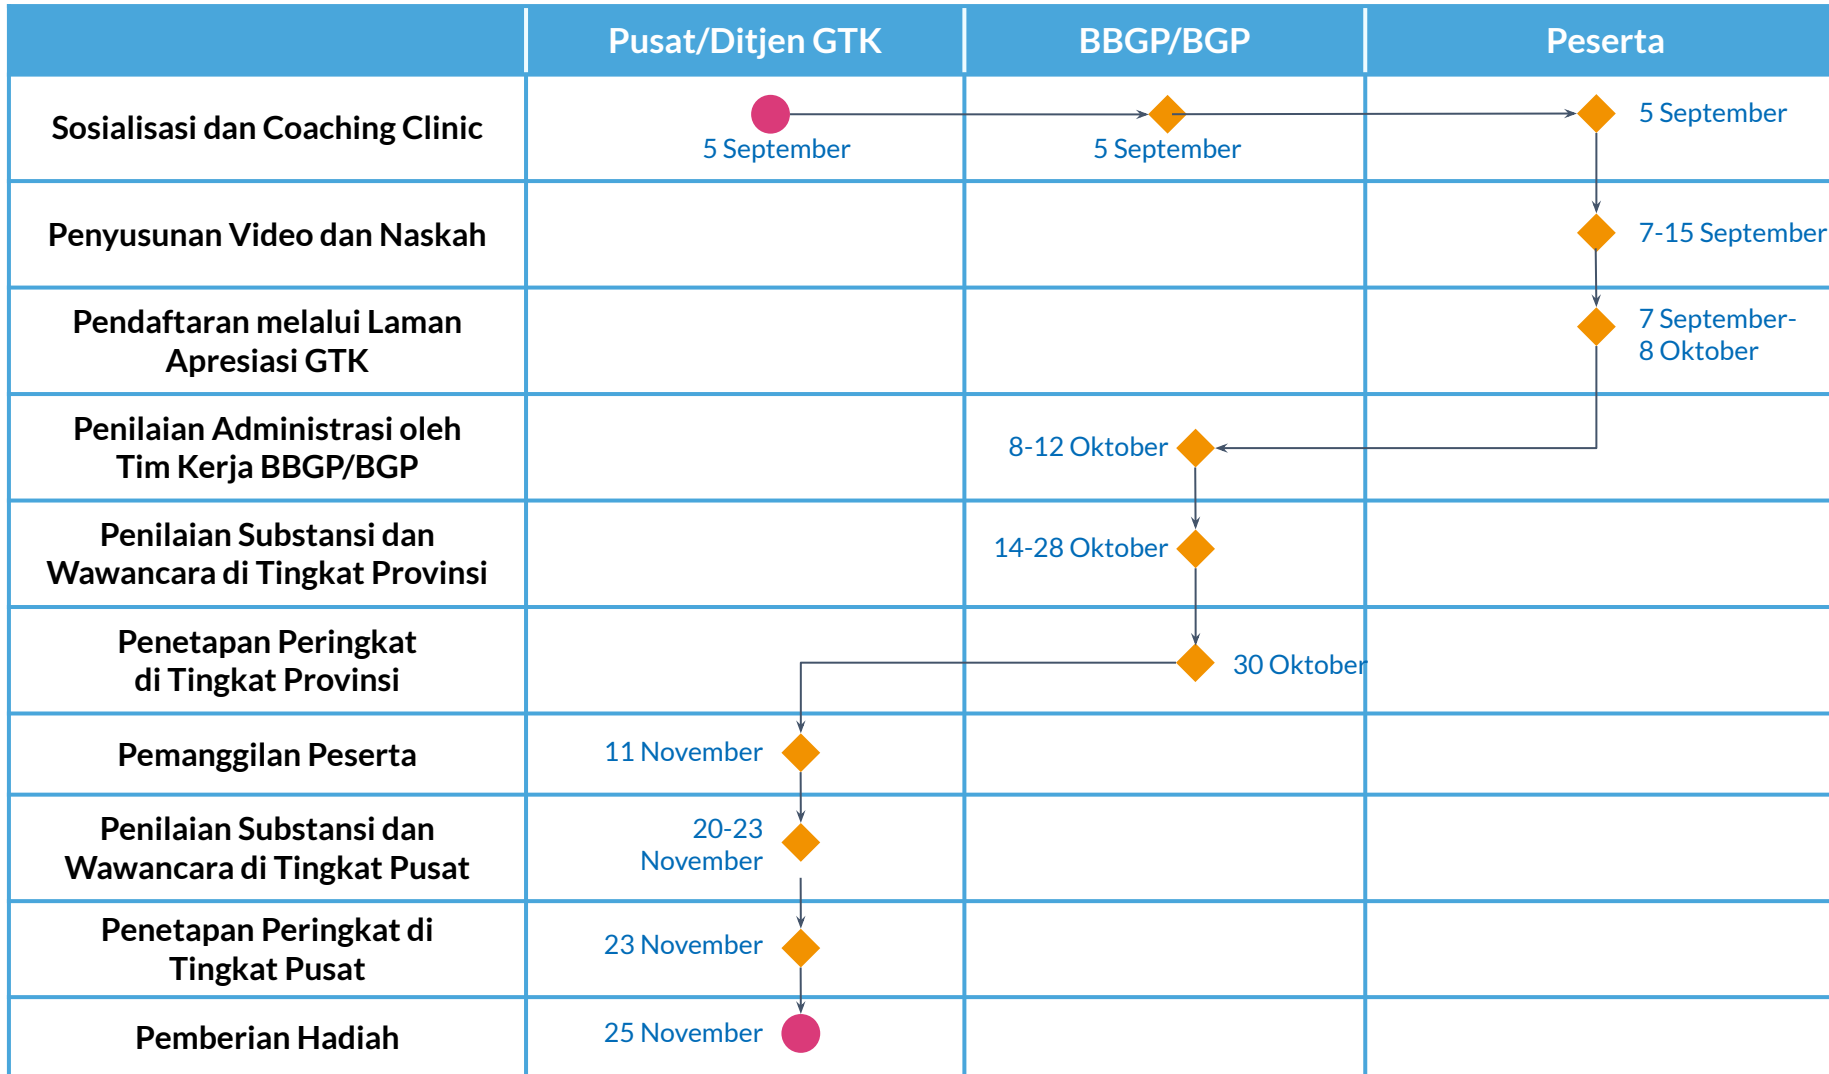 Pusat/Ditjen GTK
BBGP/BGP
Peserta
Sosialisasi dan Coaching Clinic
5 September
5 September
5 September
Penyusunan Video dan Naskah
7-15 September
Pendaftaran melalui Laman
Apresiasi GTK
7 September-
8 Oktober
Penilaian Administrasi oleh
Tim Kerja BBGP/BGP
8-12 Oktober
Penilaian Substansi dan
Wawancara di Tingkat Provinsi
14-28 Oktober
Penetapan Peringkat
di Tingkat Provinsi
30 Oktober
Pemanggilan Peserta
11 November
Penilaian Substansi dan
Wawancara di Tingkat Pusat
20-23
November
Penetapan Peringkat di
Tingkat Pusat
23 November
Pemberian Hadiah
25 November